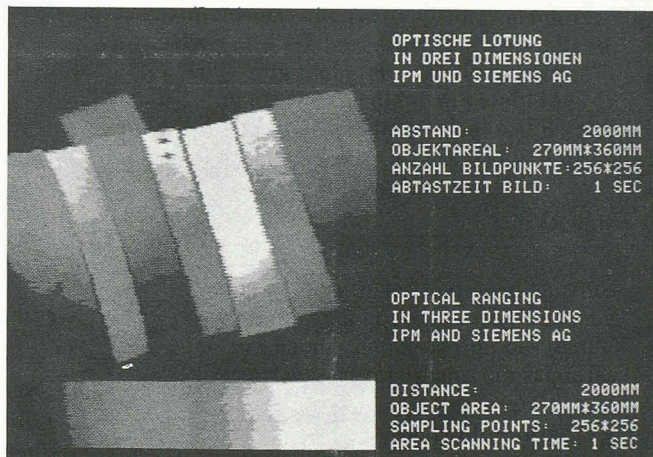 OPTISCHE LOTUNG
IN DREI DIMENSIONEN
IPM UND SIEMENS AG
ABSTAND: 2000MM
OBJEKTAREAL: 270MM*360MM
ANZAHL BILDPUNKTE:256*256
ABTASTZEIT BILD: 1 SEC
OPTICAL RANGING
IN THREE DIMENSIONS
IPM AND SIEMENS AG
DISTANCE: 2000MM
OBJECT AREA: 270MM*360MM
SAMPLING POINTS: 256*256
AREA SCANNING TIME: 1 SEC